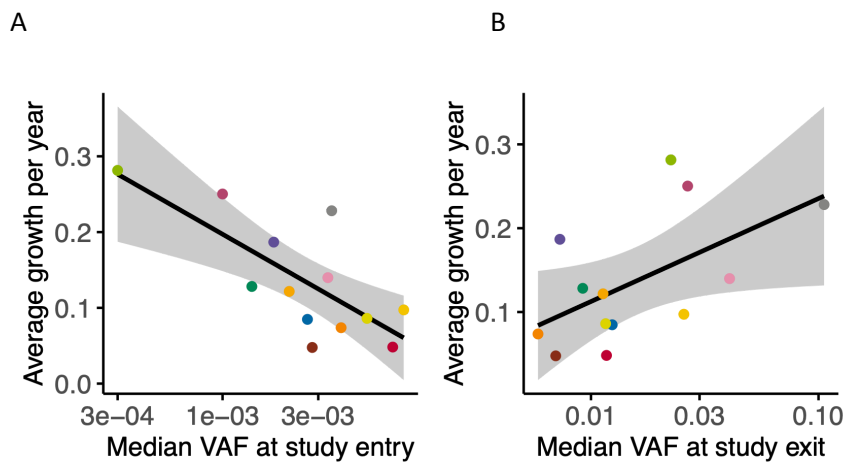 A
B
Average growth per year
0.3
0.2
0.1
0.0
3e−04
1e−03
3e−03
Median VAF at study entry
Average growth per year
0.3
0.2
0.1
0.01
0.03
0.10
Median VAF at study exit